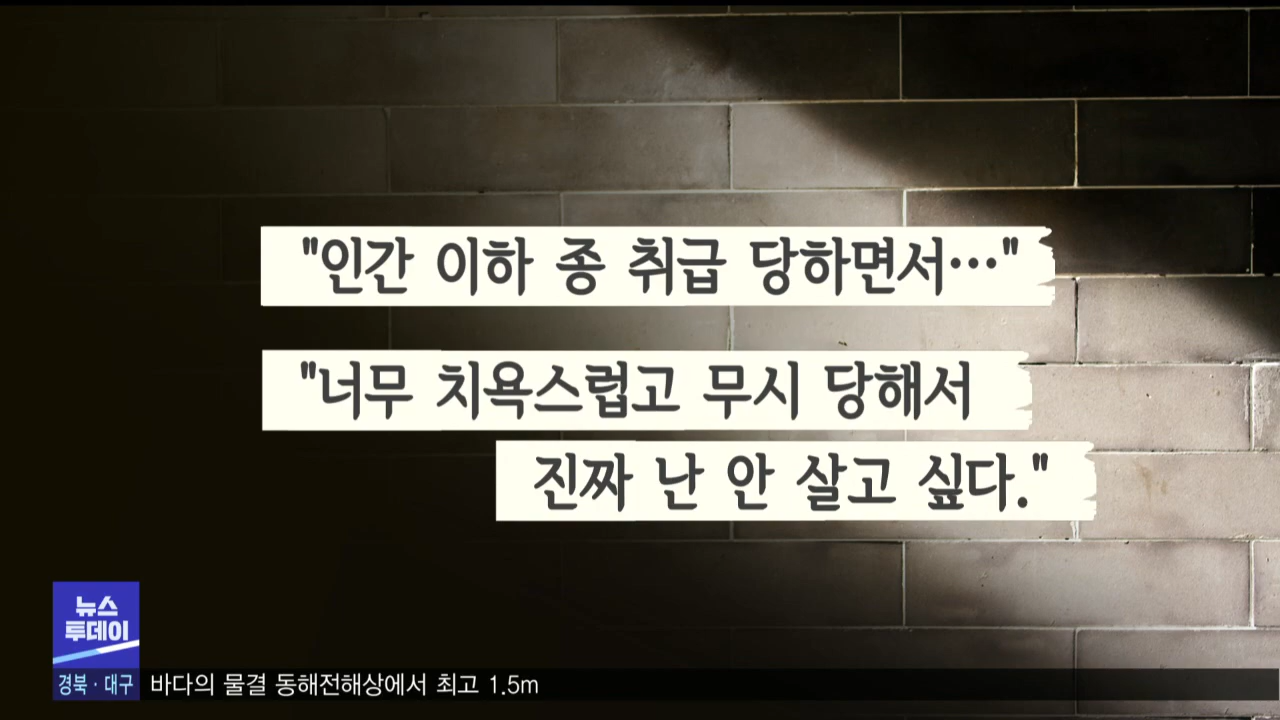 "인간 이하 종 취급 당하면서…"
"너무 치욕스럽고 무시 당해서
진짜 난 안 살고 싶다."
뉴스
투데이
경북·대구 바다의 물결 동해전해상에서 최고 1.5m